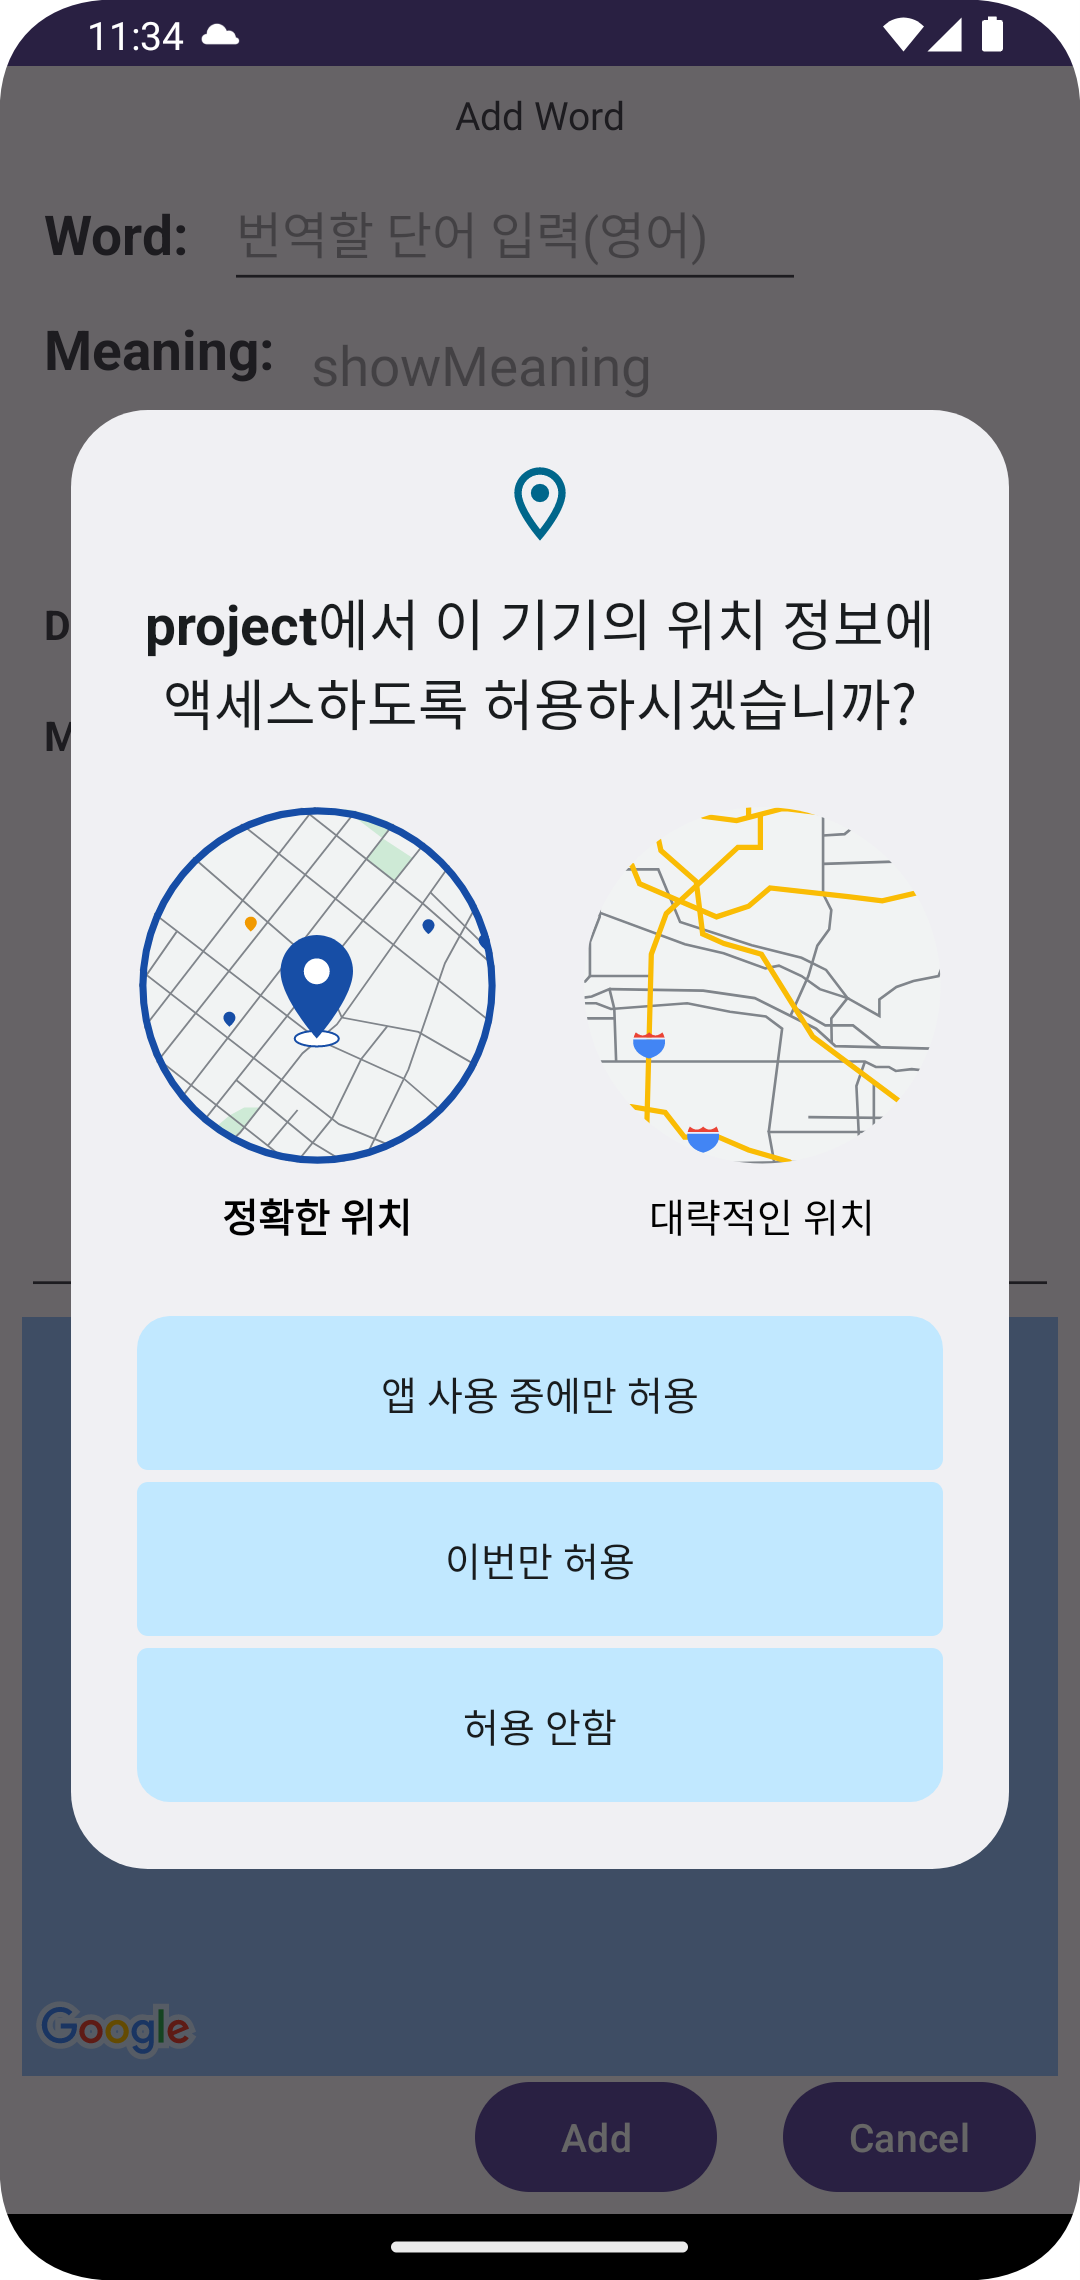 11:34
Add Word
Word: 번역할 단어 입력(영어)
Meaning: showMeaning
project에서 이 기기의 위치 정보에
액세스하도록 허용하시겠습니까?
D
M
정확한 위치 대략적인 위치
앱 사용 중에만 허용
이번만 허용
허용 안함
Google
Add Cancel